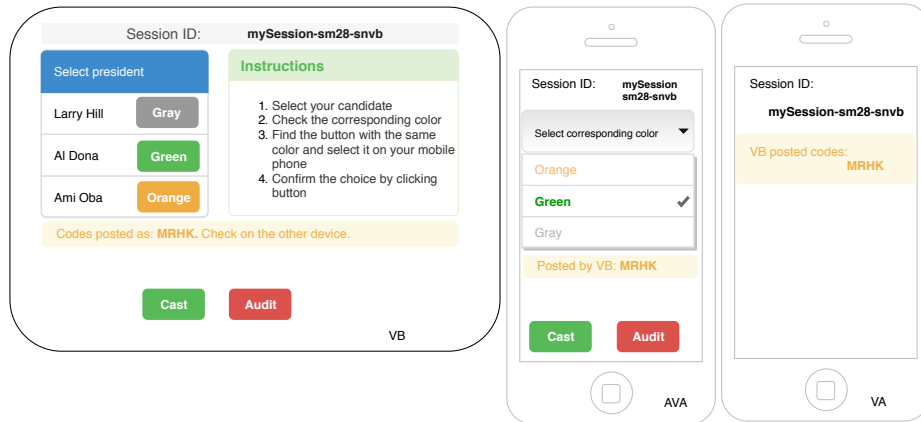 Session ID: mySession-sm28-snvb
Select president
Larry Hill Gray
Al Dona Green
Ami Oba Orange
Instructions
1. Select your candidate
2. Check the corresponding color
3. Find the button with the same
color and select it on your mobile
phone
4. Confirm the choice by clicking
button
Codes posted as: MRHK. Check on the other device.
Cast Audit
VB
Session ID: mySession
sm28-snvb
Select corresponding color
Orange
Green
Gray
Posted by VB: MRHK
Cast Audit
AVA
Session ID:
mySession-sm28-snvb
VB posted codes:
MRHK
VA